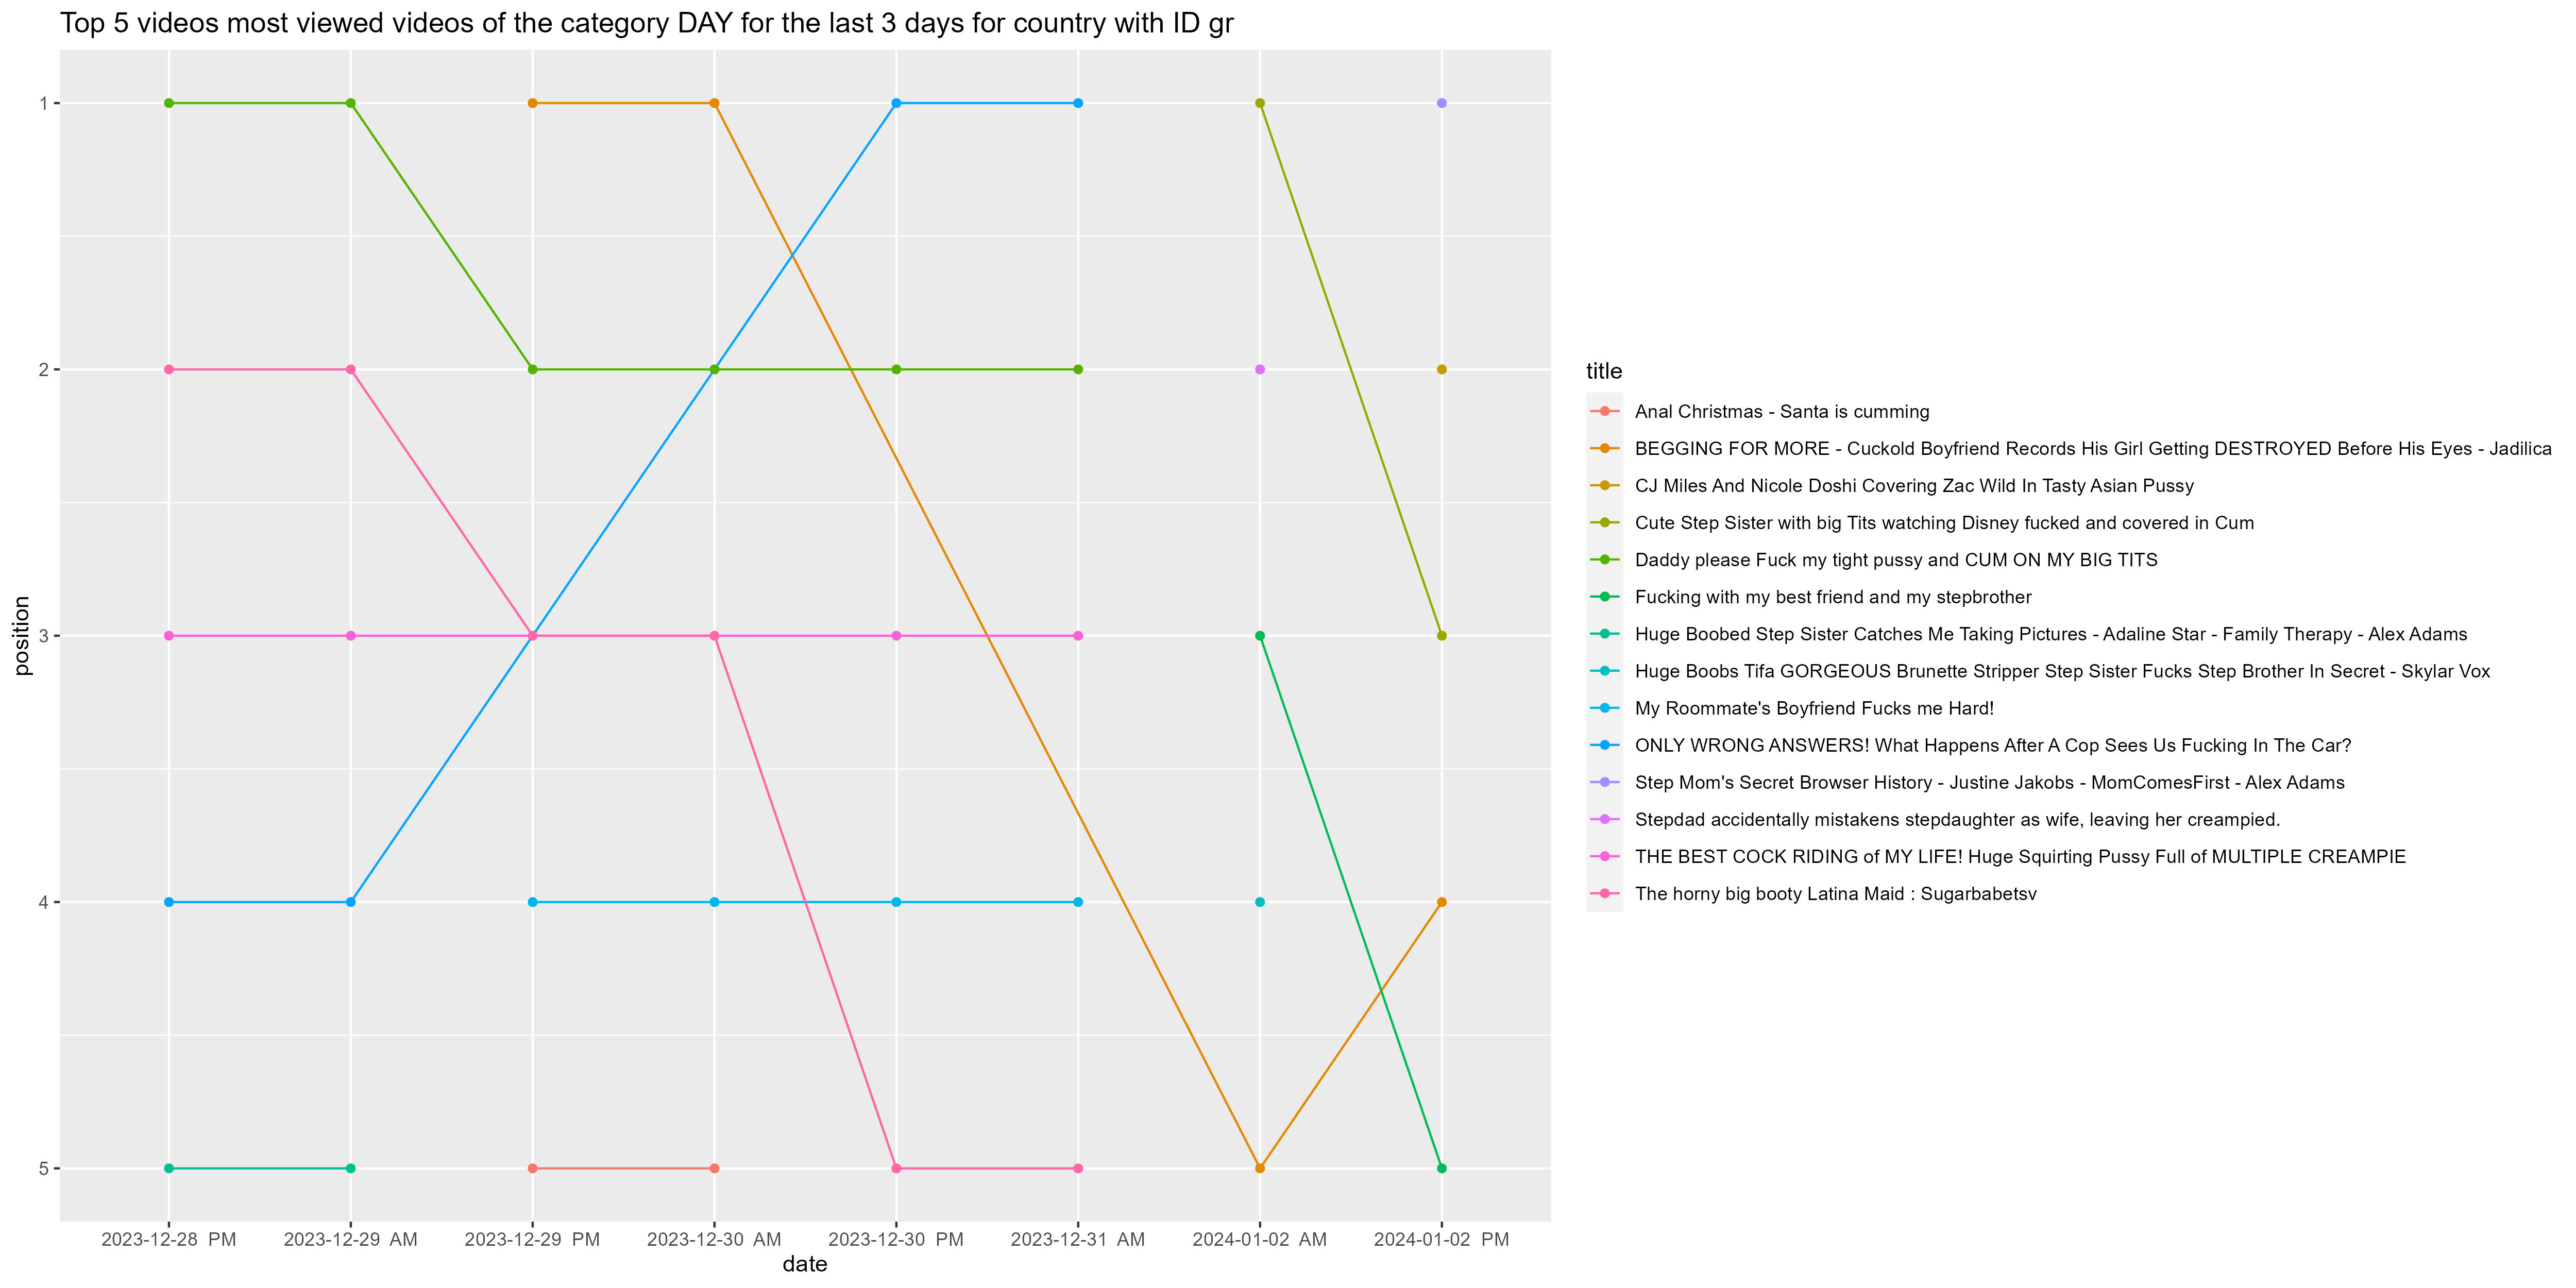 Top 5 videos most viewed videos of the category DAY for the last 3 days for country with ID gr
position
1
2
3
4
5
2023-12-28 PM
2023-12-29 AM
2023-12-29 PM
2023-12-30 AM
2023-12-30 PM
2023-12-31 AM
2024-01-02 AM
2024-01-02 PM
date
title
Anal Christmas - Santa is cumming
BEGGING FOR MORE - Cuckold Boyfriend Records His Girl Getting DESTROYED Before His Eyes - Jadilica
CJ Miles And Nicole Doshi Covering Zac Wild In Tasty Asian Pussy
Cute Step Sister with big Tits watching Disney fucked and covered in Cum
Daddy please Fuck my tight pussy and CUM ON MY BIG TITS
Fucking with my best friend and my stepbrother
Huge Boobed Step Sister Catches Me Taking Pictures - Adaline Star - Family Therapy - Alex Adams
Huge Boobs Tifa GORGEOUS Brunette Stripper Step Sister Fucks Step Brother In Secret - Skylar Vox
My Roommate's Boyfriend Fucks me Hard!
ONLY WRONG ANSWERS! What Happens After A Cop Sees Us Fucking In The Car?
Step Mom's Secret Browser History - Justine Jakobs - MomComesFirst - Alex Adams
Stepdad accidentally mistakens stepdaughter as wife, leaving her creampied.
THE BEST COCK RIDING of MY LIFE! Huge Squirting Pussy Full of MULTIPLE CREAMPIE
The horny big booty Latina Maid : Sugarbabetsv